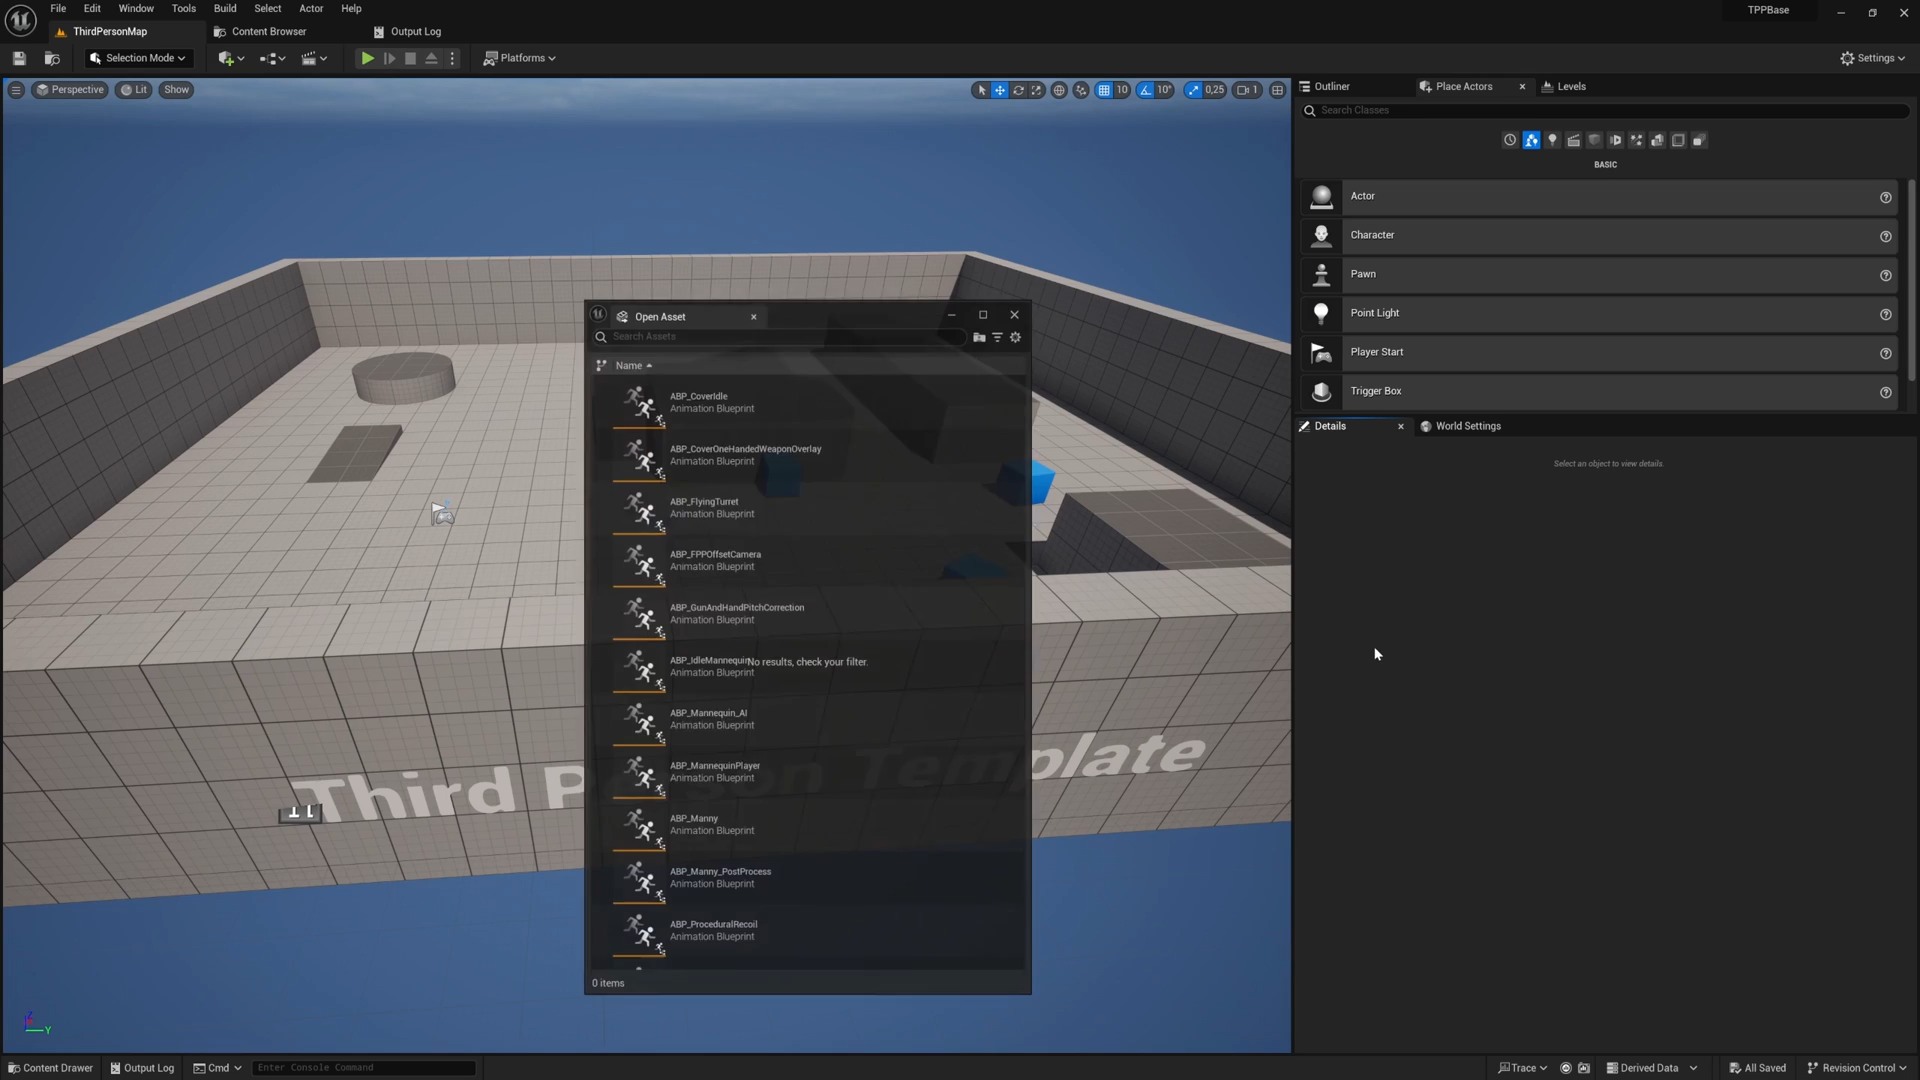 File Edit Window Tools Build Select Actor Help
TPPBase
ThirdPersonMap Content Browser Output Log
Selection Mode Platforms Settings
Perspective Lit Show 10 10° 0,25 1
Outliner Place Actors Levels
Search Classes
BASIC
Actor
Character
Pawn
Point Light
Player Start
Trigger Box
Details World Settings
Select an object to view details.
Open Asset
Search Assets
Name
ABP_CoverIdle
Animation Blueprint
ABP_CoverOneHandedWeaponOverlay
Animation Blueprint
ABP_FlyingTurret
Animation Blueprint
ABP_FPPOffsetCamera
Animation Blueprint
ABP_GunAndHandPitchCorrection
Animation Blueprint
ABP_IdleMannequin
No results, check your filter.
Animation Blueprint
ABP_Mannequin_AI
Animation Blueprint
ABP_MannequinPlayer
Animation Blueprint
ABP_Manny
Animation Blueprint
ABP_Manny_PostProcess
Animation Blueprint
ABP_ProceduralRecoil
Animation Blueprint
0 items
Third Person Template
Z
Y
Content Drawer Output Log Cmd Enter Console Command Trace Derived Data All Saved Revision Control